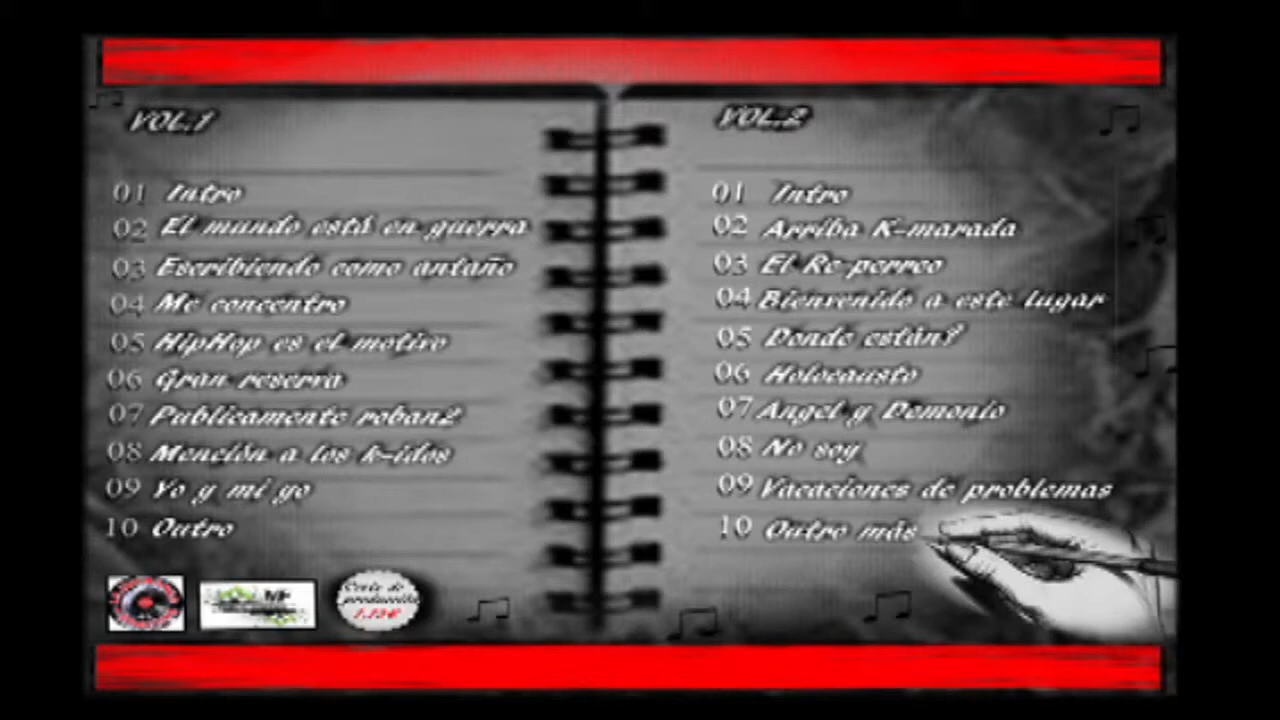 VOL.1
01 Intro
02 El mundo está en guerra
03 Escribiendo como antaño
04 Me concentro
05 HipHop es el motivo
06 Gran reserva
07 Publicamente roban2
08 Mención a los k-idos
09 Yo y mi yo
10 Outro
VOL.2
01 Intro
02 Arriba K-marada
03 El Re-perreo
04 Bienvenido a este lugar
05 Donde están?
06 Holocausto
07 Angel y Demonio
08 No soy
09 Vacaciones de problemas
10 Outro más
Coste de
producción